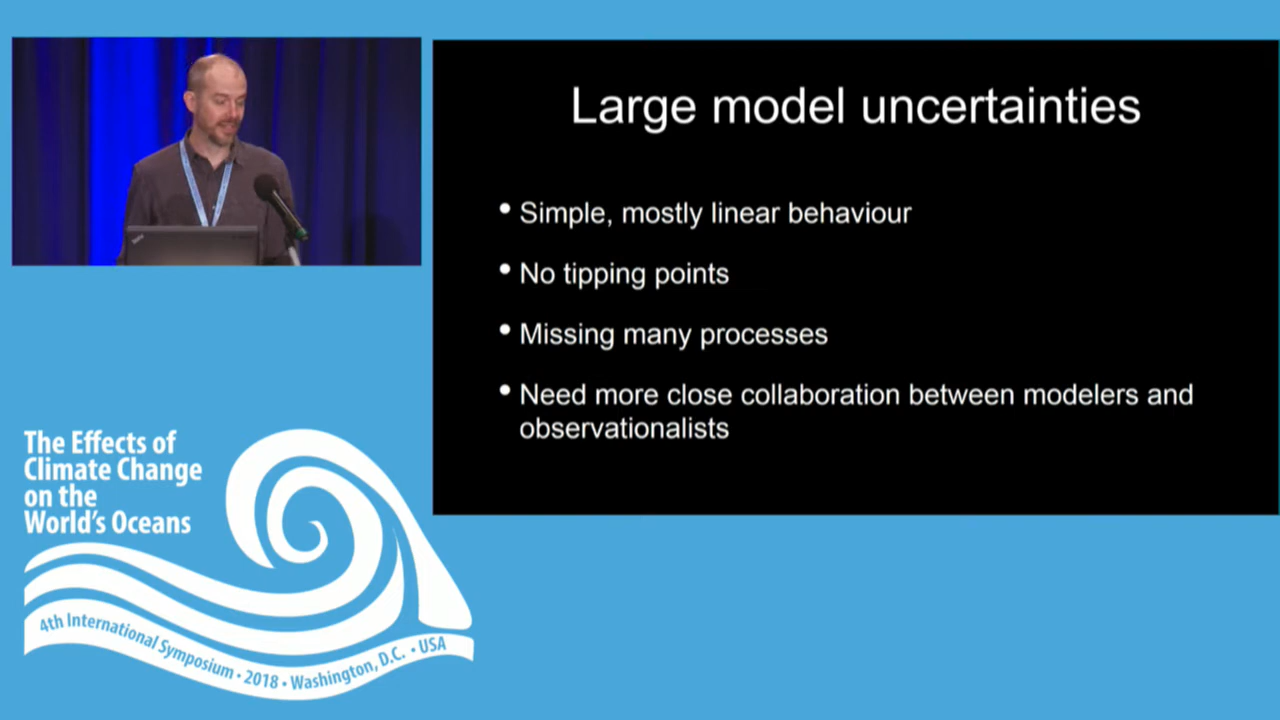 Large model uncertainties
• Simple, mostly linear behaviour
• No tipping points
• Missing many processes
• Need more close collaboration between modelers and
observationalists
The Effects of
Climate Change
on the
World's Oceans
4th International Symposium • 2018 • Washington, D.C. • USA